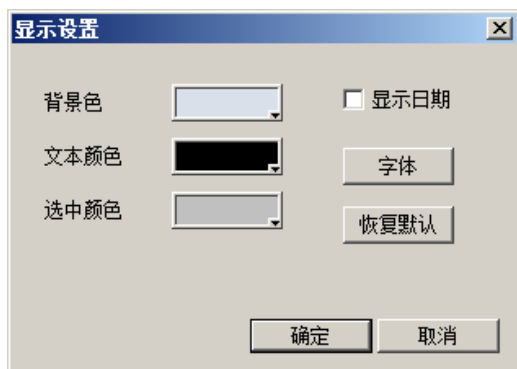 显示设置
背景色
显示日期
文本颜色
字体
选中颜色
恢复默认
确定
取消